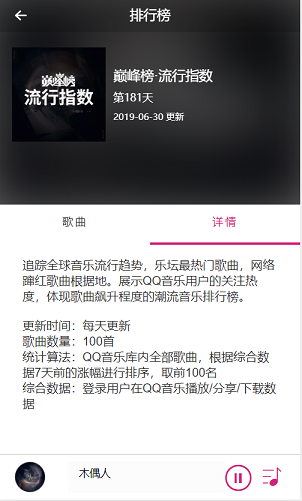 排行榜
巅峰榜
流行指数
巅峰榜·流行指数
第181天
2019-06-30 更新
歌曲
详情
追踪全球音乐流行趋势，乐坛最热门歌曲，网络
蹿红歌曲根据地。展示QQ音乐用户的关注热
度，体现歌曲飙升程度的潮流音乐排行榜。
更新时间：每天更新
歌曲数量：100首
统计算法：QQ音乐库内全部歌曲，根据综合数
据7天前的涨幅进行排序，取前100名
综合数据：登录用户在QQ音乐播放/分享/下载数
据
木偶人